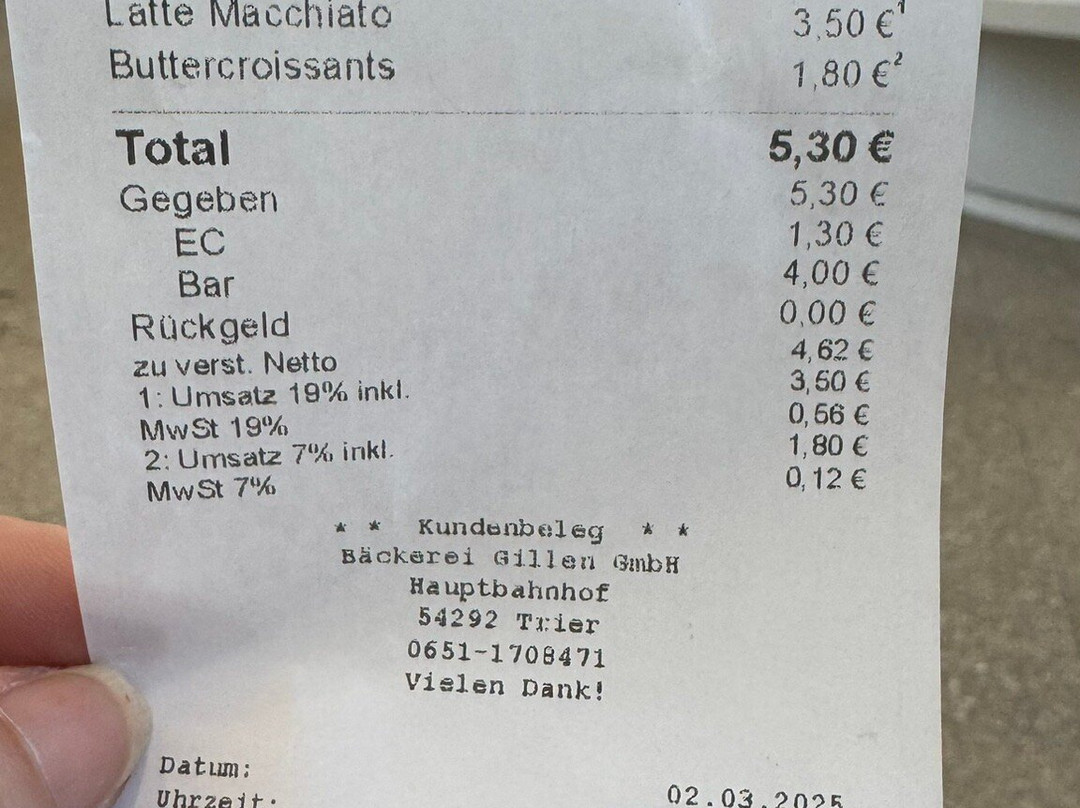 Latte Macchiato 3,50 €¹
Buttercroissants 1,80 €²
Total 5,30 €
Gegeben 5,30 €
EC 1,30 €
Bar 4,00 €
Rückgeld 0,00 €
zu verst. Netto 4,62 €
1: Umsatz 19% inkl. 3,50 €
MwSt 19% 0,56 €
2: Umsatz 7% inkl. 1,80 €
MwSt 7% 0,12 €
* * Kundenbeleg * *
Bäckerei Gillen GmbH
Hauptbahnhof
54292 Trier
0651-1708471
Vielen Dank!
Datum: 02.03.2025
Uhrzeit: